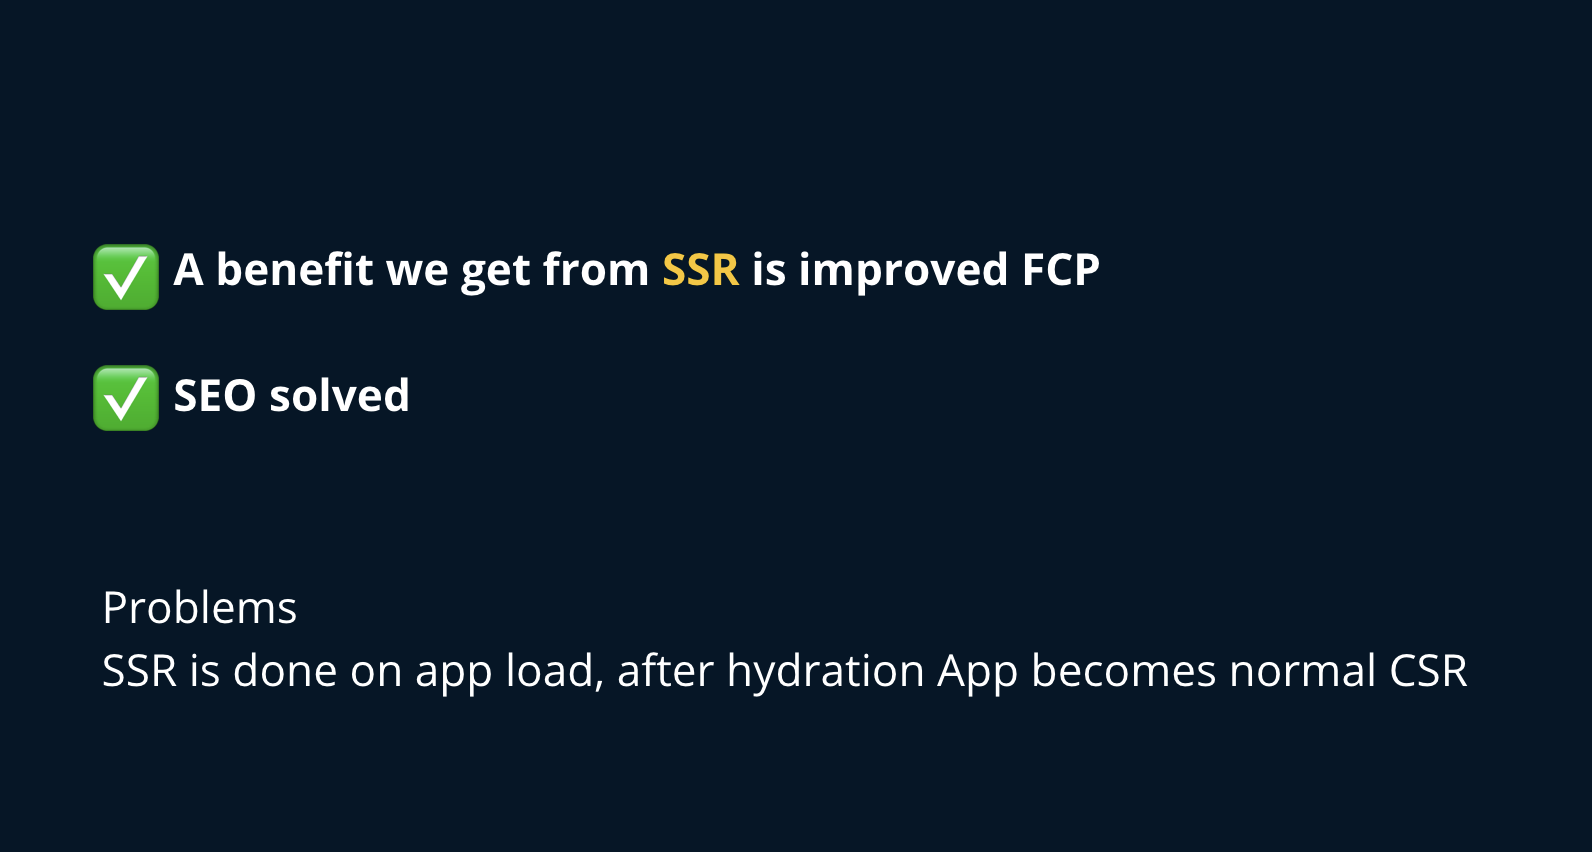 ✅ A benefit we get from SSR is improved FCP
✅ SEO solved
Problems
SSR is done on app load, after hydration App becomes normal CSR